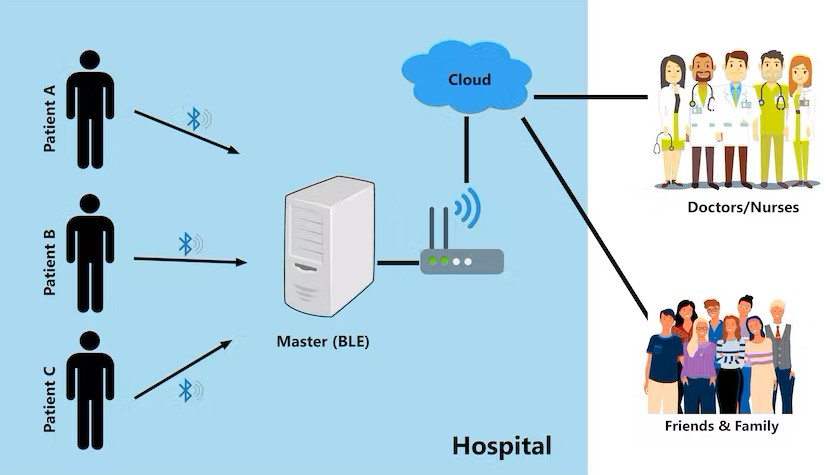 Patient A
Patient B
Patient C
Master (BLE)
Cloud
Doctors/Nurses
Friends & Family
Hospital